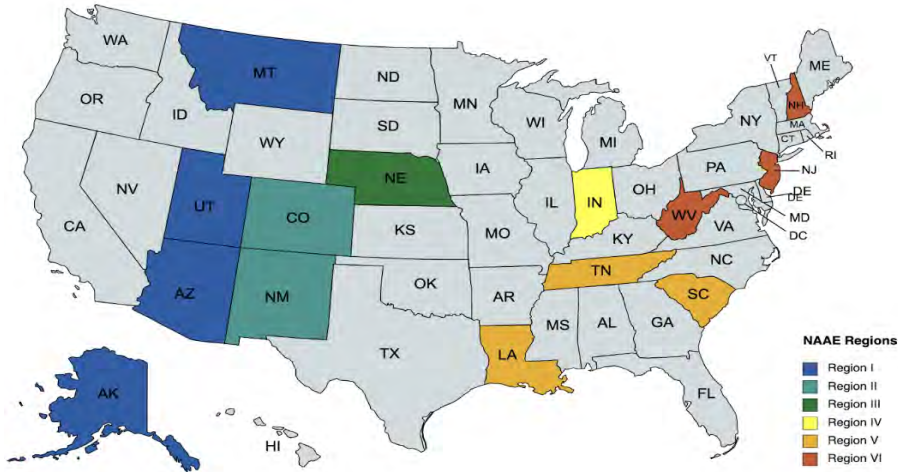 WA
MT
ND
MN
VT
ME
OR
ID
SD
WI
MI
NY
NH
MA
CT
RI
WY
IA
PA
NJ
NV
NE
IL
IN
OH
DE
CA
UT
CO
KS
MO
KY
WV
VA
MD
DC
AZ
NM
OK
AR
TN
NC
SC
TX
LA
MS
AL
GA
FL
AK
HI
NAAE Regions
Region I
Region II
Region III
Region IV
Region V
Region VI